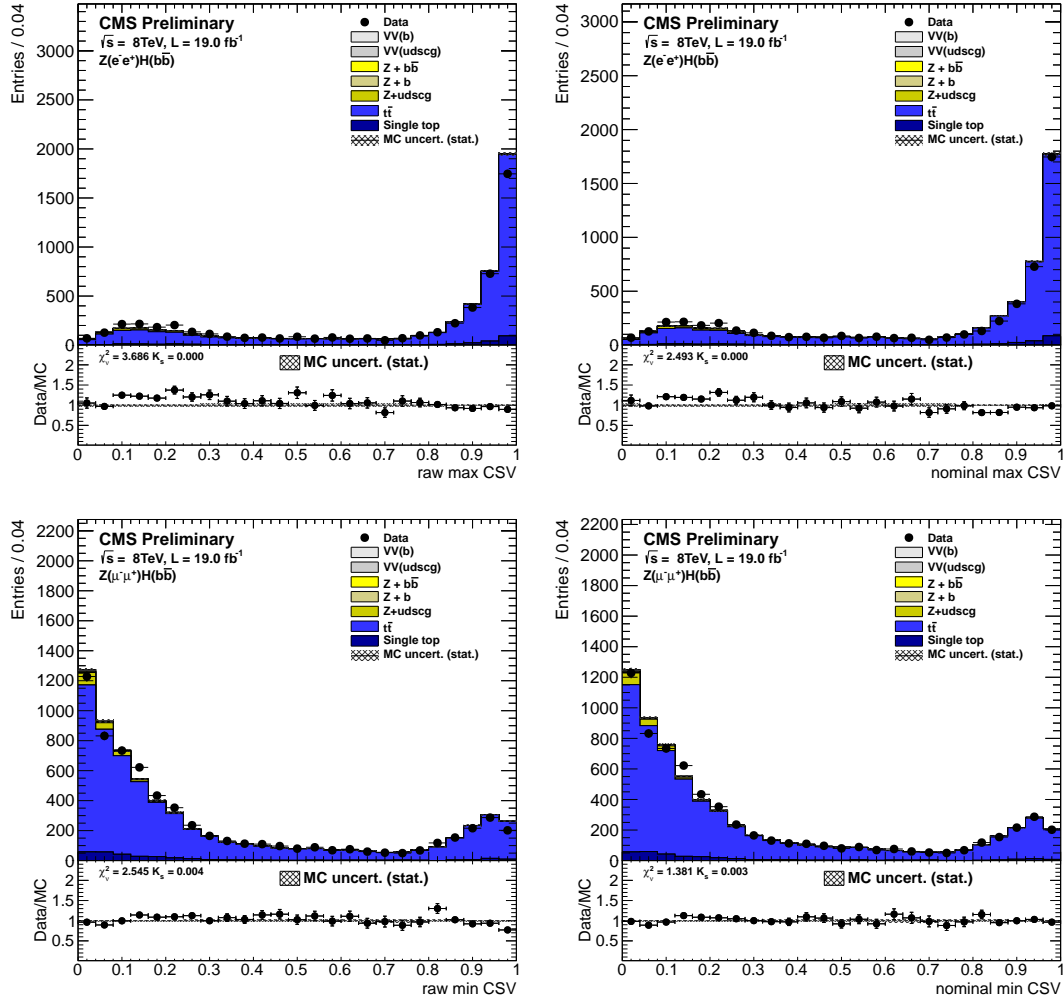 CMS Preliminary
√s = 8TeV, L = 19.0 fb⁻¹
Z(e⁻e⁺)H(bb̅)
Data
VV(b)
VV(udscg)
Z + bb̅
Z + b
Z+udscg
tt̅
Single top
MC uncert. (stat.)
Entries / 0.04
3000
2500
2000
1500
1000
500
0
χ²ᵥ = 3.686 Kₛ = 0.000
MC uncert. (stat.)
Data/MC
2
1.5
1
0.5
0 0.1 0.2 0.3 0.4 0.5 0.6 0.7 0.8 0.9 1
raw max CSV
CMS Preliminary
√s = 8TeV, L = 19.0 fb⁻¹
Z(e⁻e⁺)H(bb̅)
Data
VV(b)
VV(udscg)
Z + bb̅
Z + b
Z+udscg
tt̅
Single top
MC uncert. (stat.)
Entries / 0.04
3000
2700
2400
2100
1800
1500
1200
900
600
300
0
χ²ᵥ = 2.493 Kₛ = 0.000
MC uncert. (stat.)
Data/MC
2
1.5
1
0.5
0 0.1 0.2 0.3 0.4 0.5 0.6 0.7 0.8 0.9 1
nominal max CSV
CMS Preliminary
√s = 8TeV, L = 19.0 fb⁻¹
Z(μ⁻μ⁺)H(bb̅)
Data
VV(b)
VV(udscg)
Z + bb̅
Z + b
Z+udscg
tt̅
Single top
MC uncert. (stat.)
Entries / 0.04
2200
2000
1800
1600
1400
1200
1000
800
600
400
200
0
χ²ᵥ = 2.545 Kₛ = 0.004
MC uncert. (stat.)
Data/MC
2
1.5
1
0.5
0 0.1 0.2 0.3 0.4 0.5 0.6 0.7 0.8 0.9 1
raw min CSV
CMS Preliminary
√s = 8TeV, L = 19.0 fb⁻¹
Z(μ⁻μ⁺)H(bb̅)
Data
VV(b)
VV(udscg)
Z + bb̅
Z + b
Z+udscg
tt̅
Single top
MC uncert. (stat.)
Entries / 0.04
2200
2000
1800
1600
1400
1200
1000
800
600
400
200
0
χ²ᵥ = 1.381 Kₛ = 0.003
MC uncert. (stat.)
Data/MC
2
1.5
1
0.5
0 0.1 0.2 0.3 0.4 0.5 0.6 0.7 0.8 0.9 1
nominal min CSV